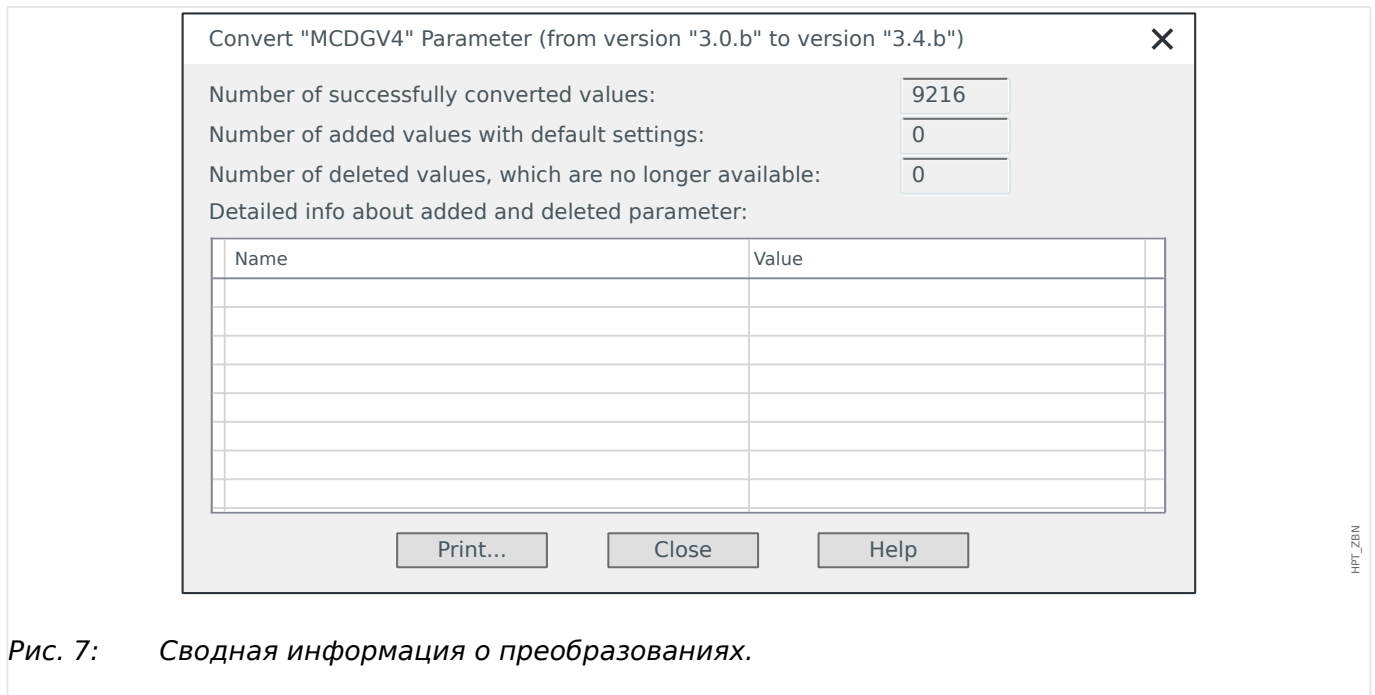 Convert "MCDGV4" Parameter (from version "3.0.b" to version "3.4.b")
Number of successfully converted values: 9216
Number of added values with default settings: 0
Number of deleted values, which are no longer available: 0
Detailed info about added and deleted parameter:
Name Value
Print... Close Help
HPT_ZBN
Рис. 7: Сводная информация о преобразованиях.